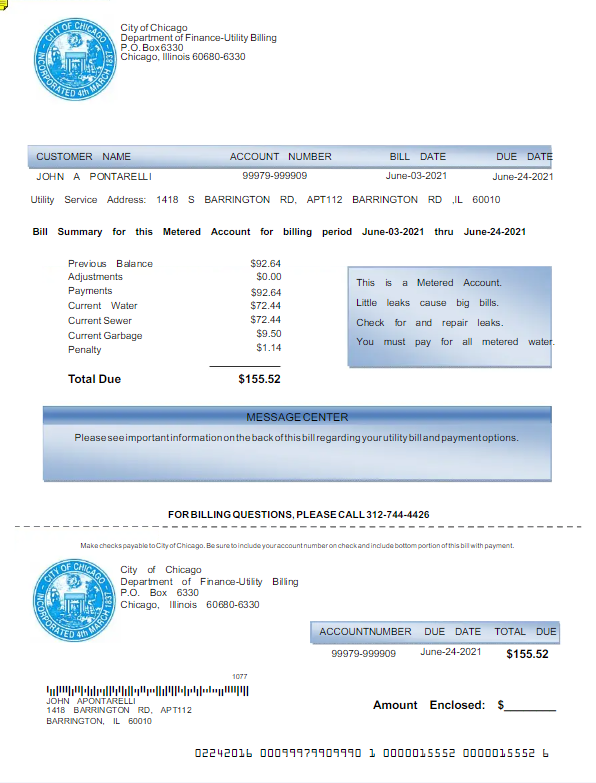 CITY OF CHICAGO
INCORPORATED 4th MARCH 1837
City of Chicago
Department of Finance-Utility Billing
P.O. Box 6330
Chicago, Illinois 60680-6330
CUSTOMER NAME ACCOUNT NUMBER BILL DATE DUE DATE
JOHN A PONTARELLI 99979-999909 June-03-2021 June-24-2021
Utility Service Address: 1418 S BARRINGTON RD, APT112 BARRINGTON RD ,IL 60010
Bill Summary for this Metered Account for billing period June-03-2021 thru June-24-2021
Previous Balance $92.64
Adjustments $0.00
Payments $92.64
Current Water $72.44
Current Sewer $72.44
Current Garbage $9.50
Penalty $1.14
Total Due $155.52
This is a Metered Account.
Little leaks cause big bills.
Check for and repair leaks.
You must pay for all metered water.
MESSAGE CENTER
Please see important information on the back of this bill regarding your utility bill and payment options.
FOR BILLING QUESTIONS, PLEASE CALL 312-744-4426
Make checks payable to City of Chicago. Be sure to include your account number on check and include bottom portion of this bill with payment.
CITY OF CHICAGO
INCORPORATED 4th MARCH 1837
City of Chicago
Department of Finance-Utility Billing
P.O. Box 6330
Chicago, Illinois 60680-6330
ACCOUNTNUMBER DUE DATE TOTAL DUE
99979-999909 June-24-2021 $155.52
1077
JOHN APONTARELLI
1418 BARRINGTON RD, APT112
BARRINGTON, IL 60010
Amount Enclosed: $
02242016 00099979909990 1 0000015552 0000015552 6